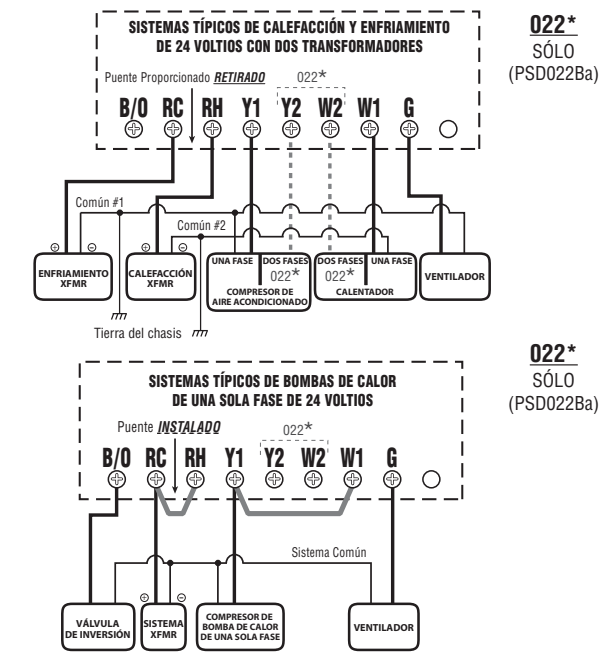 SISTEMAS TÍPICOS DE CALEFACCIÓN Y ENFRIAMIENTO
DE 24 VOLTIOS CON DOS TRANSFORMADORES
022*
SÓLO
(PSD022Ba)
Puente Proporcionado RETIRADO
022*
B/O RC RH Y1 Y2 W2 W1 G
Común #1
Común #2
⊕ ⊖ ⊕ ⊖
ENFRIAMIENTO
XFMR
CALEFACCIÓN
XFMR
UNA FASE
DOS FASES
022*
COMPRESOR DE
AIRE ACONDICIONADO
DOS FASES
022*
UNA FASE
CALENTADOR
VENTILADOR
Tierra del chasis
022*
SÓLO
(PSD022Ba)
SISTEMAS TÍPICOS DE BOMBAS DE CALOR
DE UNA SOLA FASE DE 24 VOLTIOS
Puente INSTALADO
022*
B/O RC RH Y1 Y2 W2 W1 G
Sistema Común
⊕ ⊖
VÁLVULA
DE INVERSIÓN
SISTEMA
XFMR
COMPRESOR DE
BOMBA DE CALOR
DE UNA SOLA FASE
VENTILADOR